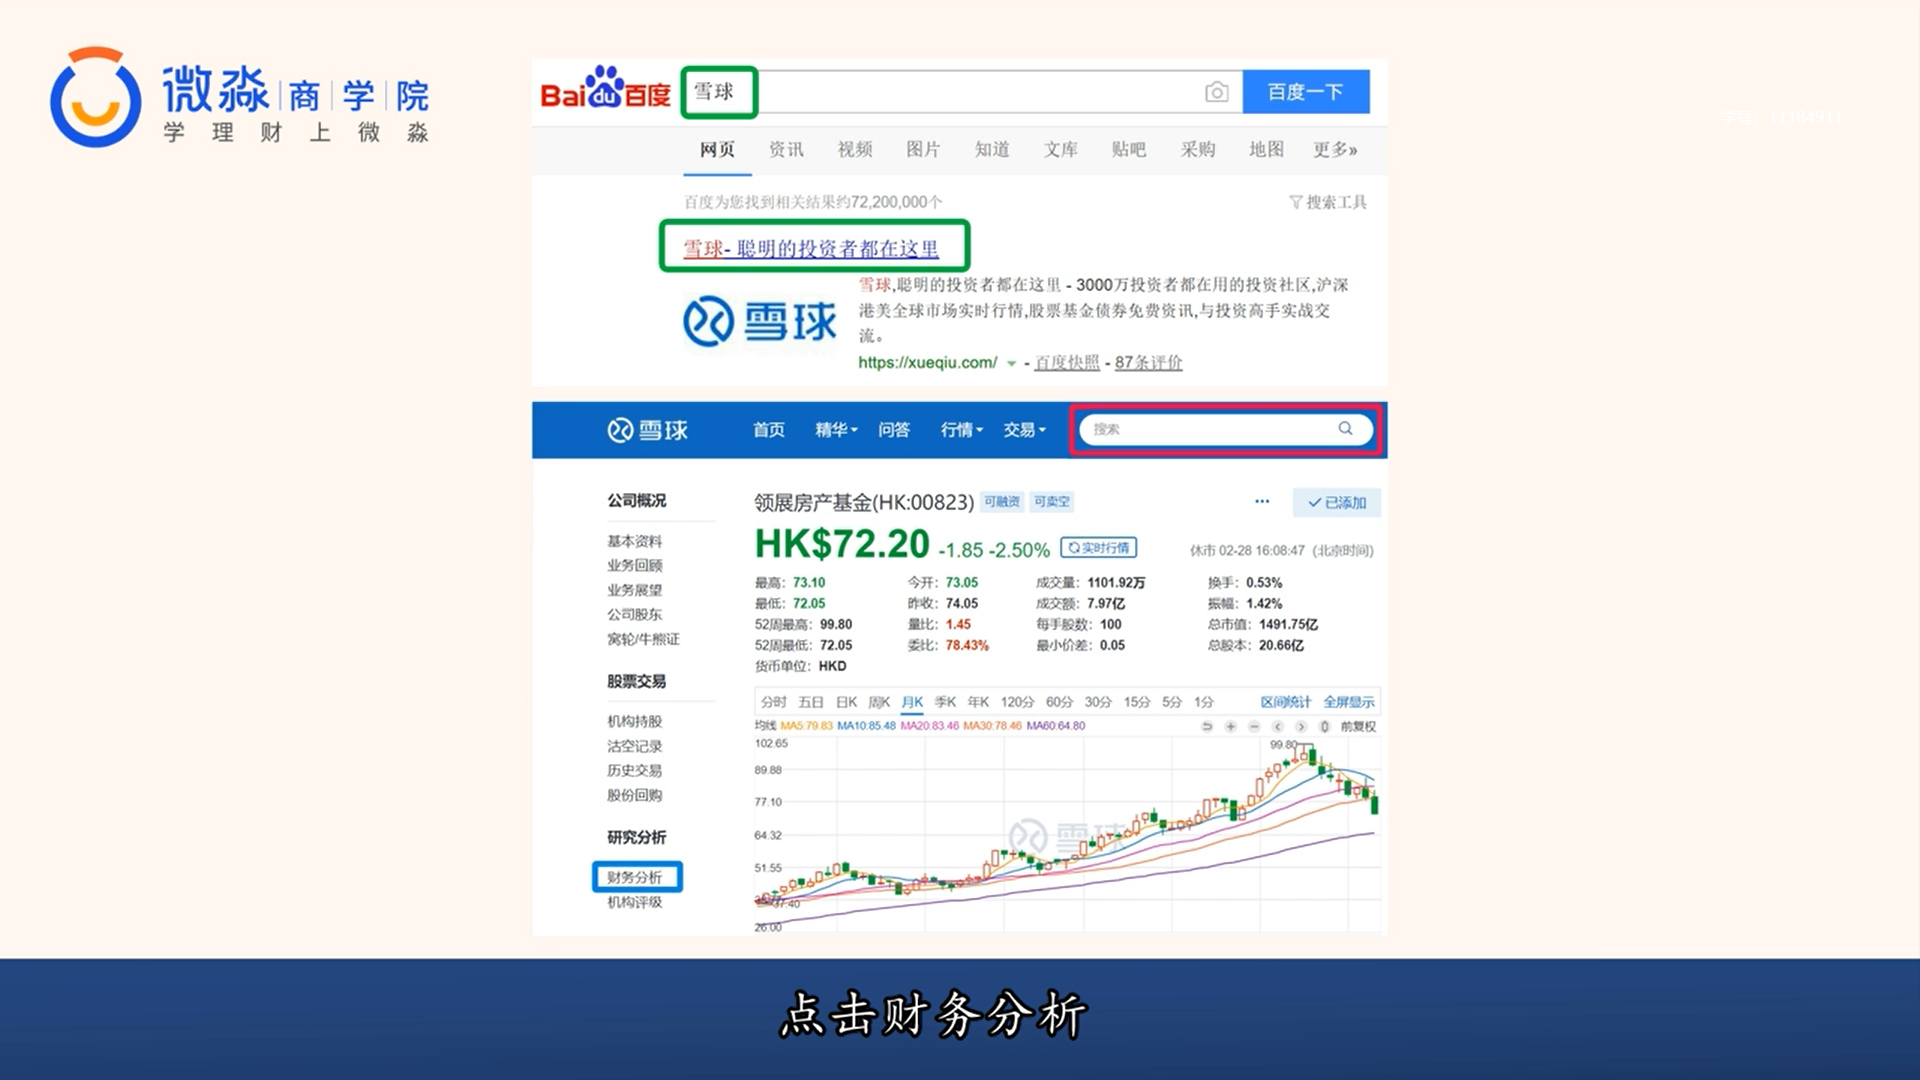 微淼 商 学 院
学理财上微淼
学号：11184911
Bai du 百度
雪球
百度一下
网页 资讯 视频 图片 知道 文库 贴吧 采购 地图 更多»
百度为您找到相关结果约72,200,000个
搜索工具
雪球- 聪明的投资者都在这里
雪球
雪球,聪明的投资者都在这里 - 3000万投资者都在用的投资社区,沪深
港美全球市场实时行情,股票基金债券免费资讯,与投资高手实战交
流。
https://xueqiu.com/ - 百度快照 - 87条评价
雪球 首页 精华 问答 行情 交易 搜索
公司概况
基本资料
业务回顾
业务展望
公司股东
窝轮/牛熊证
股票交易
机构持股
沽空记录
历史交易
股份回购
研究分析
财务分析
机构评级
领展房产基金(HK:00823) 可融资 可卖空 ... 已添加
HK$72.20 -1.85 -2.50% 实时行情 休市 02-28 16:08:47 (北京时间)
最高：73.10 今开：73.05 成交量：1101.92万 换手：0.53%
最低：72.05 昨收：74.05 成交额：7.97亿 振幅：1.42%
52周最高：99.80 量比：1.45 每手股数：100 总市值：1491.75亿
52周最低：72.05 委比：78.43% 最小价差：0.05 总股本：20.66亿
货币单位：HKD
分时 五日 日K 周K 月K 季K 年K 120分 60分 30分 15分 5分 1分 区间统计 全屏显示
均线 MA5:79.83 MA10:85.48 MA20:83.46 MA30:78.46 MA60:64.80 前复权
102.65
99.80
89.88
77.10
64.32
雪球
51.55
37.40
26.00
点击财务分析